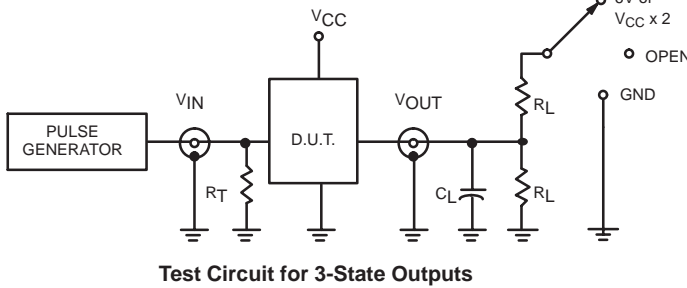 VCC
VCC x 2
OPEN
GND
VIN
VOUT
RL
PULSE
GENERATOR
D.U.T.
RT
CL
RL
Test Circuit for 3-State Outputs